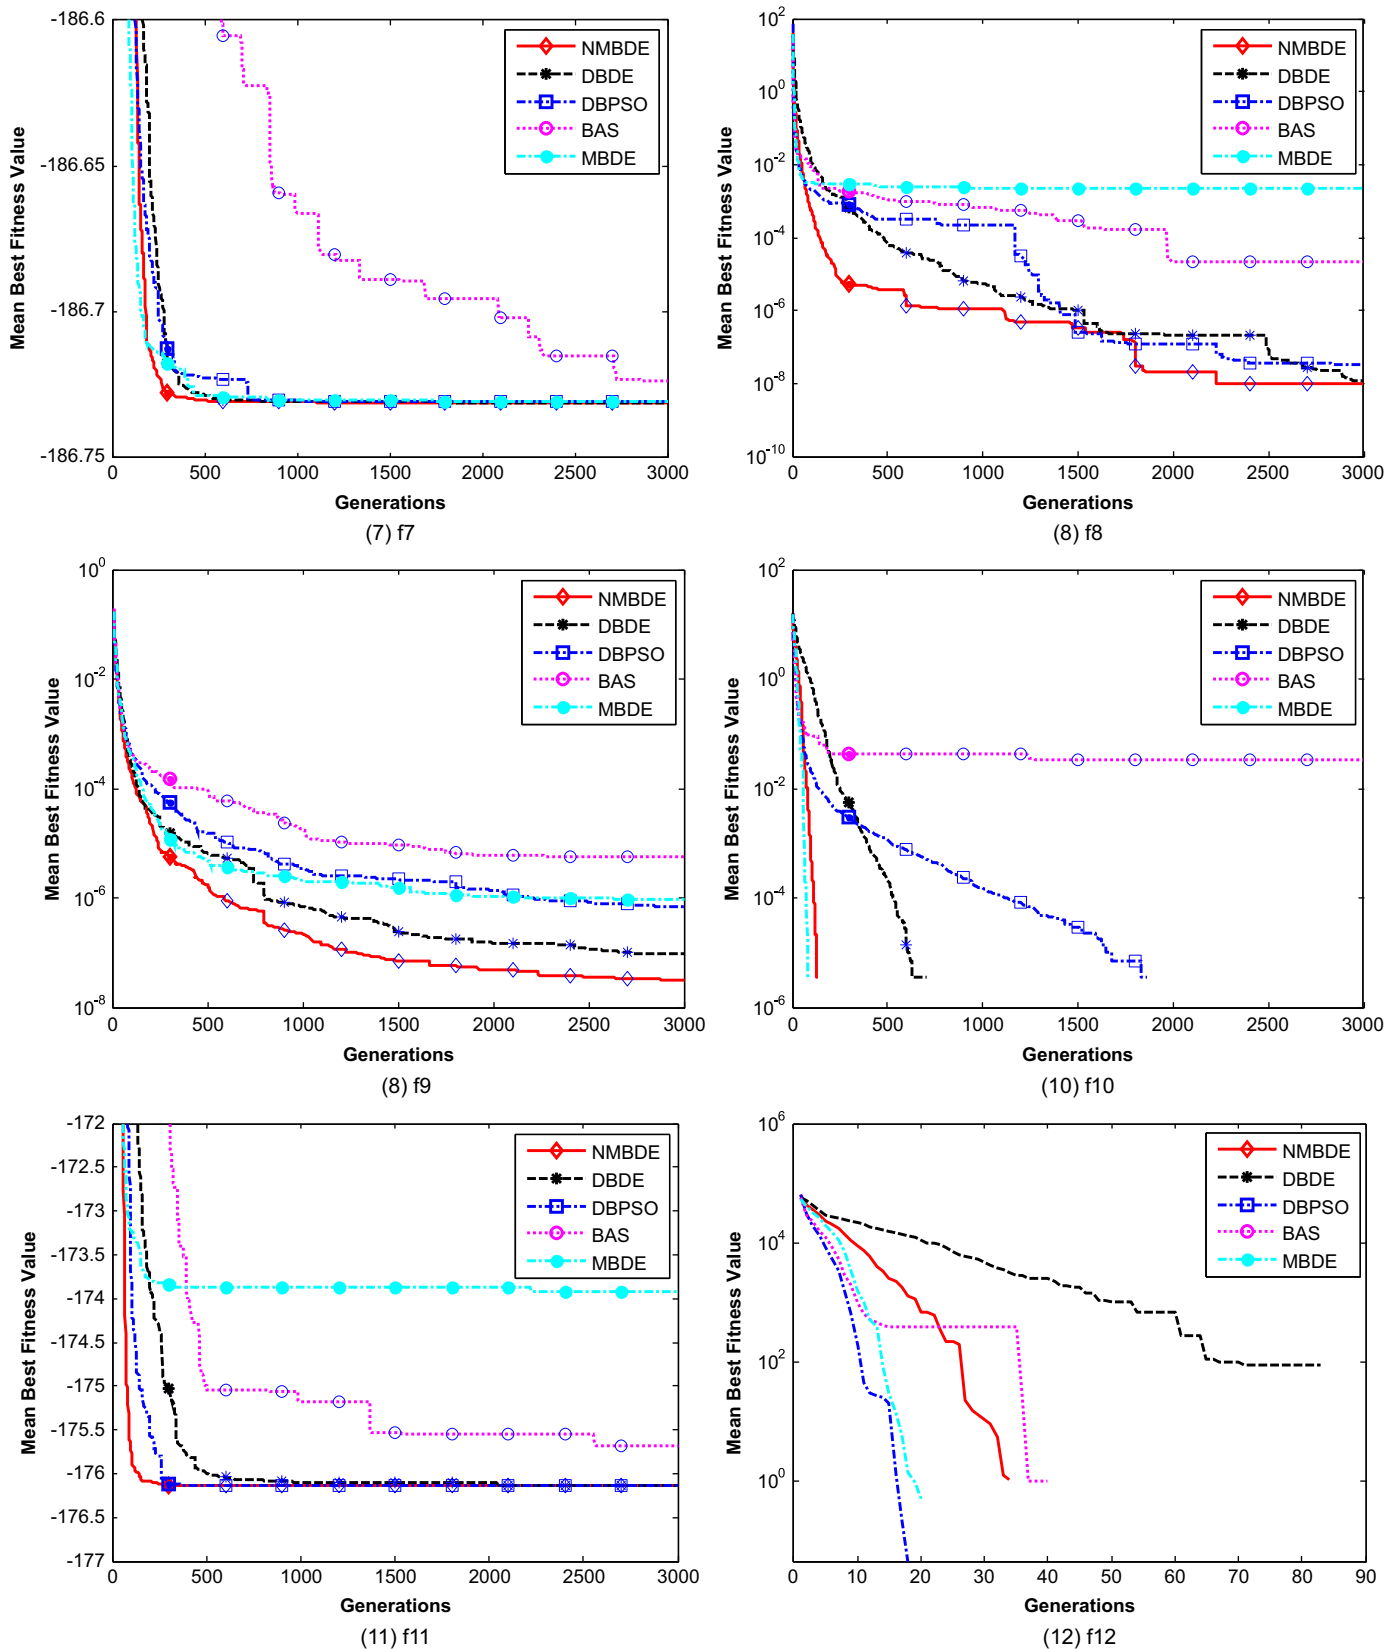 -186.6
-186.65
-186.7
-186.75
0 500 1000 1500 2000 2500 3000
Mean Best Fitness Value
Generations
NMBDE
DBDE
DBPSO
BAS
MBDE
(7) f7
10^2
10^0
10^-2
10^-4
10^-6
10^-8
10^-10
0 500 1000 1500 2000 2500 3000
Mean Best Fitness Value
Generations
NMBDE
DBDE
DBPSO
BAS
MBDE
(8) f8
10^0
10^-2
10^-4
10^-6
10^-8
0 500 1000 1500 2000 2500 3000
Mean Best Fitness Value
Generations
NMBDE
DBDE
DBPSO
BAS
MBDE
(8) f9
10^2
10^0
10^-2
10^-4
10^-6
0 500 1000 1500 2000 2500 3000
Mean Best Fitness Value
Generations
NMBDE
DBDE
DBPSO
BAS
MBDE
(10) f10
-172
-172.5
-173
-173.5
-174
-174.5
-175
-175.5
-176
-176.5
-177
0 500 1000 1500 2000 2500 3000
Mean Best Fitness Value
Generations
NMBDE
DBDE
DBPSO
BAS
MBDE
(11) f11
10^6
10^4
10^2
10^0
0 10 20 30 40 50 60 70 80 90
Mean Best Fitness Value
Generations
NMBDE
DBDE
DBPSO
BAS
MBDE
(12) f12